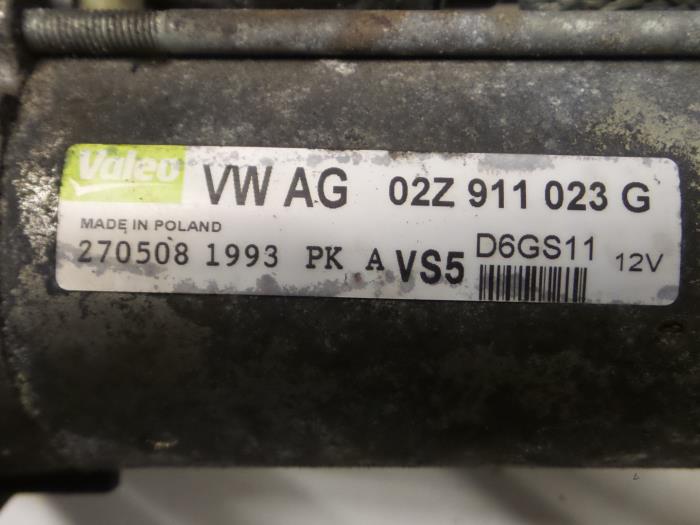 Valeo VW AG 02Z 911 023 G
MADE IN POLAND
270508 1993 PK A VS5 D6GS11 12V